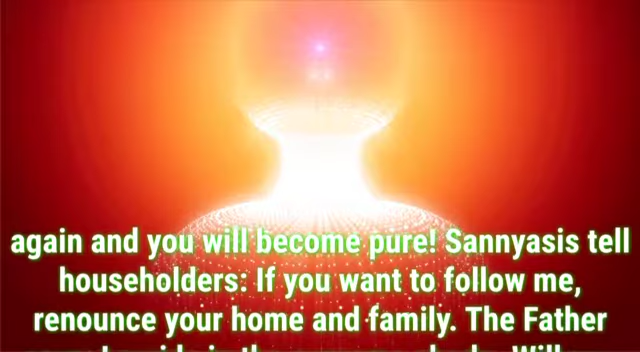 again and you will become pure! Sannyasis tell
householders: If you want to follow me,
renounce your home and family. The Father